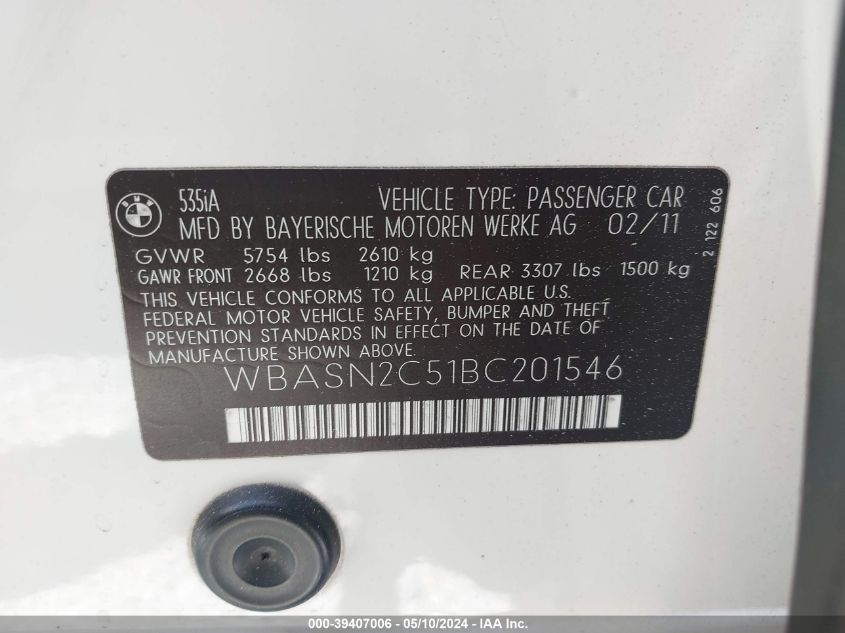 BMW
535iA VEHICLE TYPE: PASSENGER CAR
MFD BY BAYERISCHE MOTOREN WERKE AG 02/11
GVWR 5754 lbs 2610 kg
GAWR FRONT 2668 lbs 1210 kg REAR 3307 lbs 1500 kg
THIS VEHICLE CONFORMS TO ALL APPLICABLE U.S.
FEDERAL MOTOR VEHICLE SAFETY, BUMPER AND THEFT
PREVENTION STANDARDS IN EFFECT ON THE DATE OF
MANUFACTURE SHOWN ABOVE
WBASN2C51BC201546
2 122 606
000-39407006 - 05/10/2024 - IAA Inc.